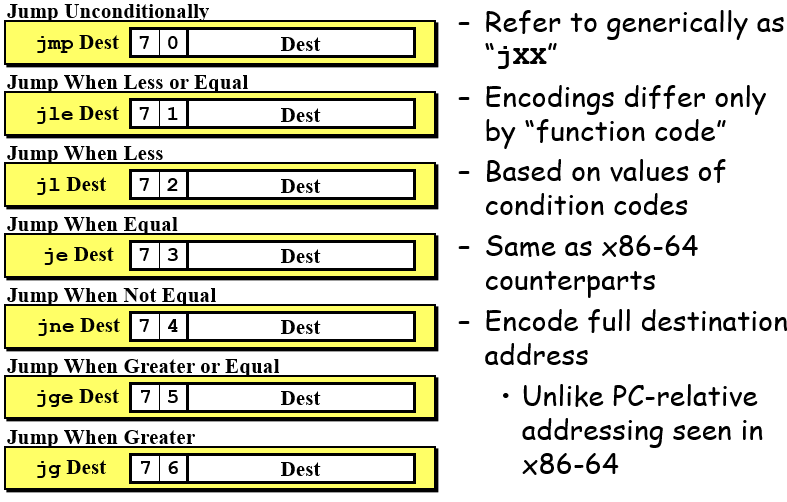 Jump Unconditionally
jmp Dest 7 0 Dest
Jump When Less or Equal
jle Dest 7 1 Dest
Jump When Less
jl Dest 7 2 Dest
Jump When Equal
je Dest 7 3 Dest
Jump When Not Equal
jne Dest 7 4 Dest
Jump When Greater or Equal
jge Dest 7 5 Dest
Jump When Greater
jg Dest 7 6 Dest
– Refer to generically as
“jXX”
– Encodings differ only
by “function code”
– Based on values of
condition codes
– Same as x86-64
counterparts
– Encode full destination
address
• Unlike PC-relative
addressing seen in
x86-64